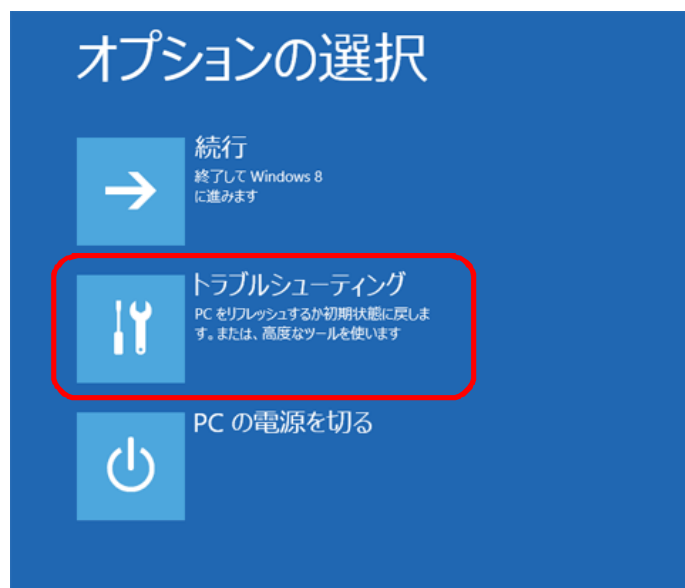 オプションの選択
続行
終了して Windows 8
に進みます
トラブルシューティング
PC をリフレッシュするか初期状態に戻しま
す。または、高度なツールを使います
PC の電源を切る